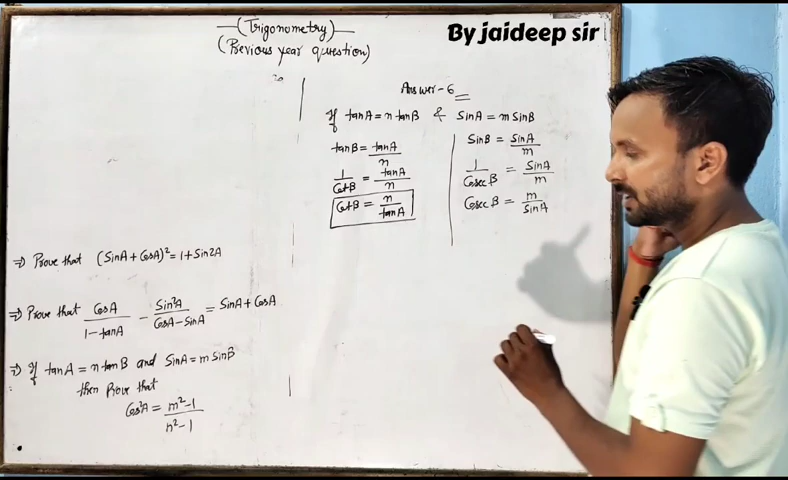 (Trigonometry)
(Previous year question)
By jaideep sir
Answer-6
If tanA = n tanB & SinA = m SinB
tanB = tanA/n
1/CotB = tanA/n
CotB = n/tanA
SinB = SinA/m
1/Cosec B = SinA/m
Cosec B = m/SinA
⇒ Prove that (SinA + CosA)² = 1 + Sin2A
⇒ Prove that CosA/1-tanA - Sin²A/CosA-SinA = SinA + CosA
⇒ If tanA = n tanB and SinA = m SinB
then Prove that
Cos²A = m²-1/n²-1